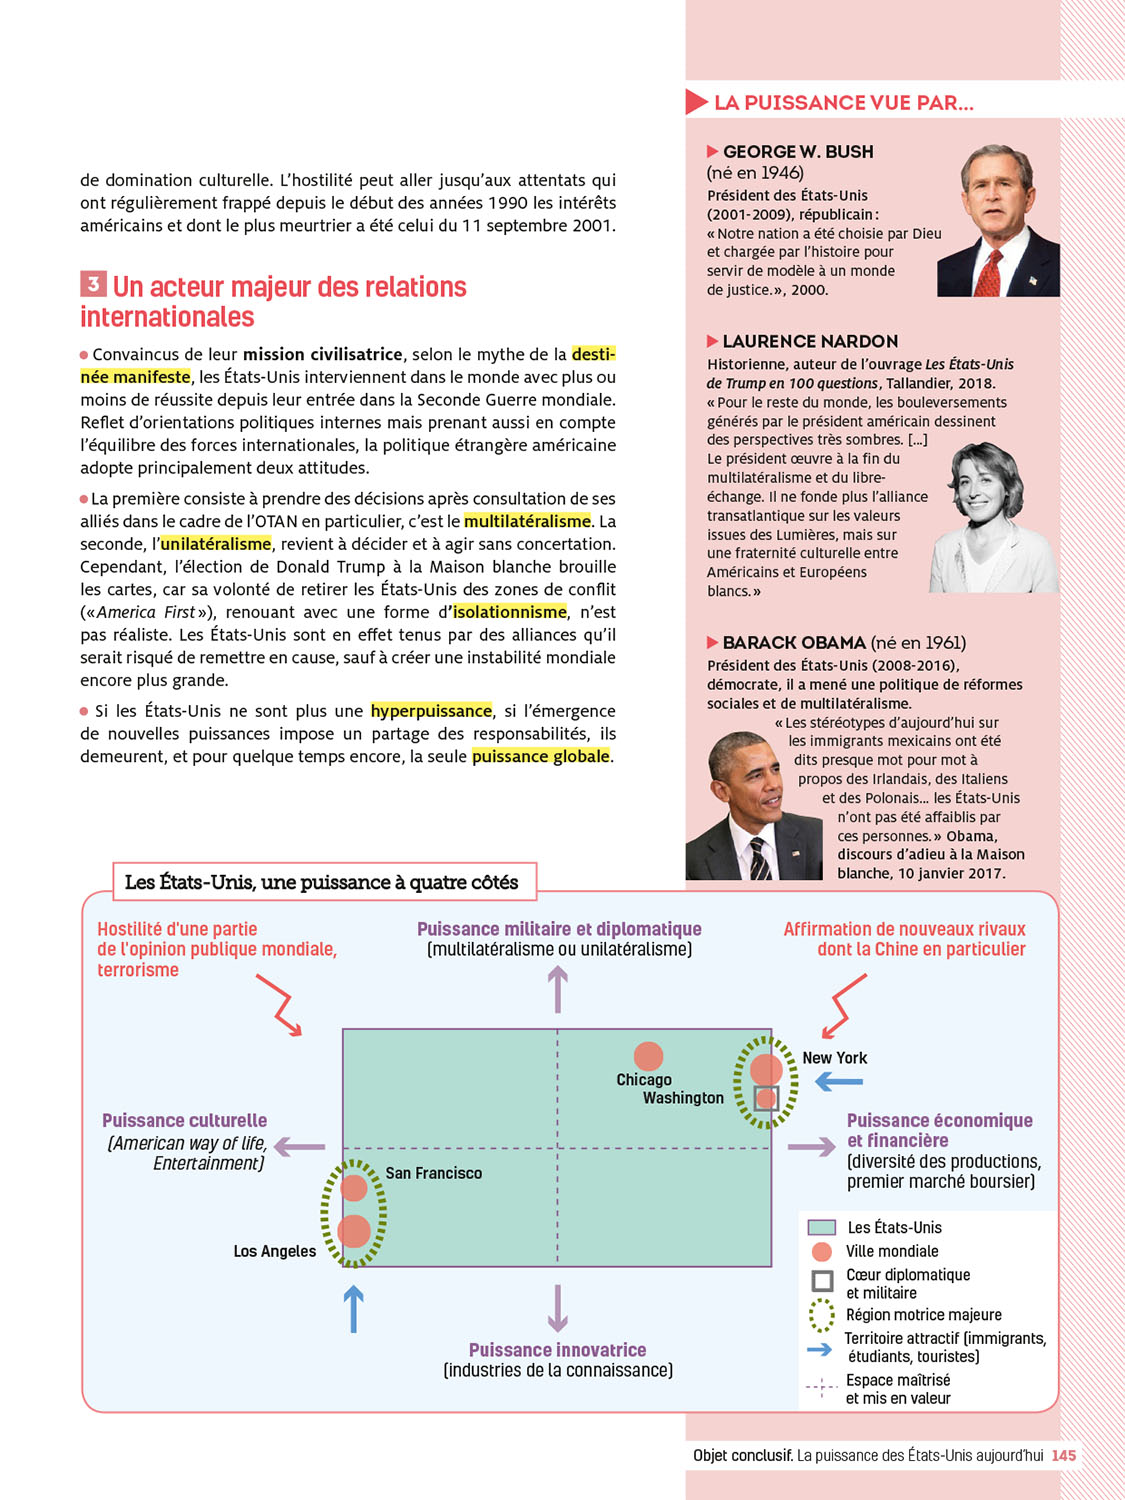 de domination culturelle. L’hostilité peut aller jusqu’aux attentats qui
ont régulièrement frappé depuis le début des années 1990 les intérêts
américains et dont le plus meurtrier a été celui du 11 septembre 2001.
3 Un acteur majeur des relations
internationales
• Convaincus de leur mission civilisatrice, selon le mythe de la desti-
née manifeste, les États-Unis interviennent dans le monde avec plus ou
moins de réussite depuis leur entrée dans la Seconde Guerre mondiale.
Reflet d’orientations politiques internes mais prenant aussi en compte
l’équilibre des forces internationales, la politique étrangère américaine
adopte principalement deux attitudes.
• La première consiste à prendre des décisions après consultation de ses
alliés dans le cadre de l’OTAN en particulier, c’est le multilatéralisme. La
seconde, l’unilatéralisme, revient à décider et à agir sans concertation.
Cependant, l’élection de Donald Trump à la Maison blanche brouille
les cartes, car sa volonté de retirer les États-Unis des zones de conflit
(« America First »), renouant avec une forme d’isolationnisme, n’est
pas réaliste. Les États-Unis sont en effet tenus par des alliances qu’il
serait risqué de remettre en cause, sauf à créer une instabilité mondiale
encore plus grande.
• Si les États-Unis ne sont plus une hyperpuissance, si l’émergence
de nouvelles puissances impose un partage des responsabilités, ils
demeurent, et pour quelque temps encore, la seule puissance globale.
LA PUISSANCE VUE PAR...
GEORGE W. BUSH
(né en 1946)
Président des États-Unis
(2001-2009), républicain :
« Notre nation a été choisie par Dieu
et chargée par l’histoire pour
servir de modèle à un monde
de justice. », 2000.
LAURENCE NARDON
Historienne, auteur de l’ouvrage Les États-Unis
de Trump en 100 questions, Tallandier, 2018.
« Pour le reste du monde, les bouleversements
générés par le président américain dessinent
des perspectives très sombres. [...]
Le président œuvre à la fin du
multilatéralisme et du libre-
échange. Il ne fonde plus l’alliance
transatlantique sur les valeurs
issues des Lumières, mais sur
une fraternité culturelle entre
Américains et Européens
blancs. »
BARACK OBAMA (né en 1961)
Président des États-Unis (2008-2016),
démocrate, il a mené une politique de réformes
sociales et de multilatéralisme.
« Les stéréotypes d’aujourd’hui sur
les immigrants mexicains ont été
dits presque mot pour mot à
propos des Irlandais, des Italiens
et des Polonais... les États-Unis
n’ont pas été affaiblis par
ces personnes. » Obama,
discours d’adieu à la Maison
blanche, 10 janvier 2017.
Les États-Unis, une puissance à quatre côtés
Hostilité d'une partie
de l'opinion publique mondiale,
terrorisme
Puissance militaire et diplomatique
(multilatéralisme ou unilatéralisme)
Affirmation de nouveaux rivaux
dont la Chine en particulier
New York
Chicago
Washington
Puissance culturelle
(American way of life,
Entertainment)
Puissance économique
et financière
(diversité des productions,
premier marché boursier)
San Francisco
Los Angeles
Puissance innovatrice
(industries de la connaissance)
Les États-Unis
Ville mondiale
Cœur diplomatique
et militaire
Région motrice majeure
Territoire attractif (immigrants,
étudiants, touristes)
Espace maîtrisé
et mis en valeur
Objet conclusif. La puissance des États-Unis aujourd’hui 145